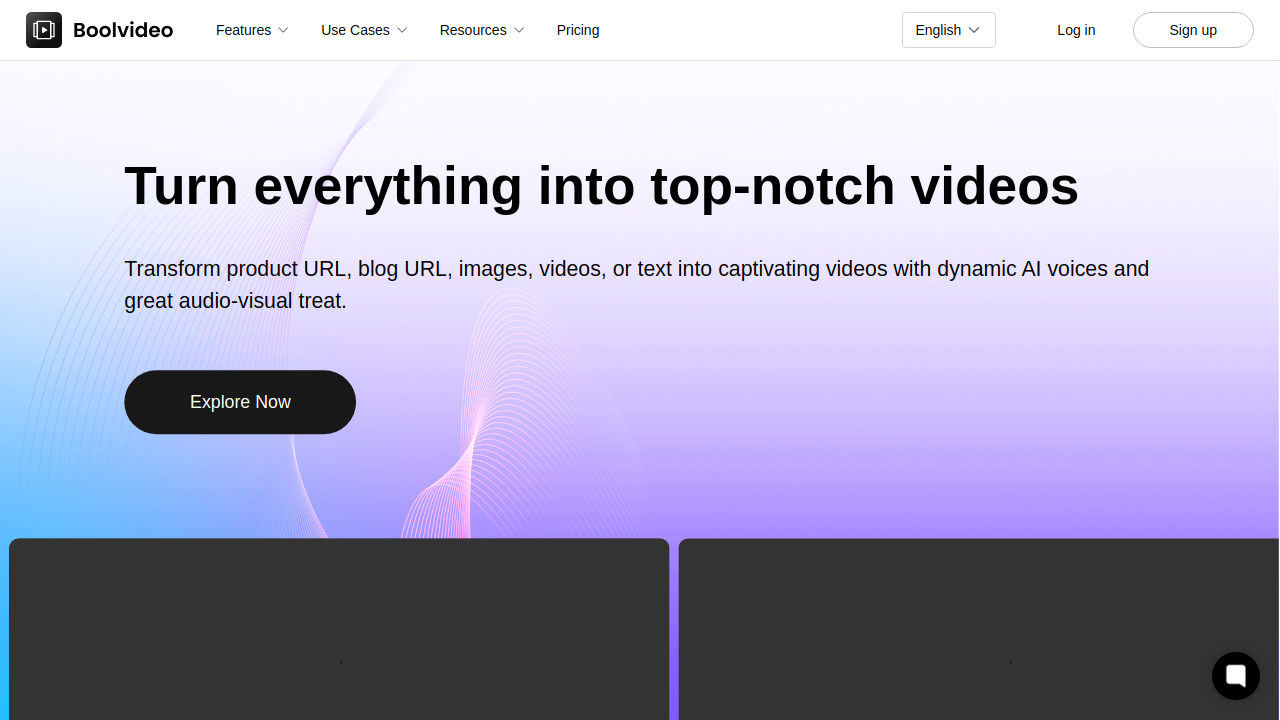 Boolvideo
Features
Use Cases
Resources
Pricing
English
Log in
Sign up
Turn everything into top-notch videos
Transform product URL, blog URL, images, videos, or text into captivating videos with dynamic AI voices and
great audio-visual treat.
Explore Now